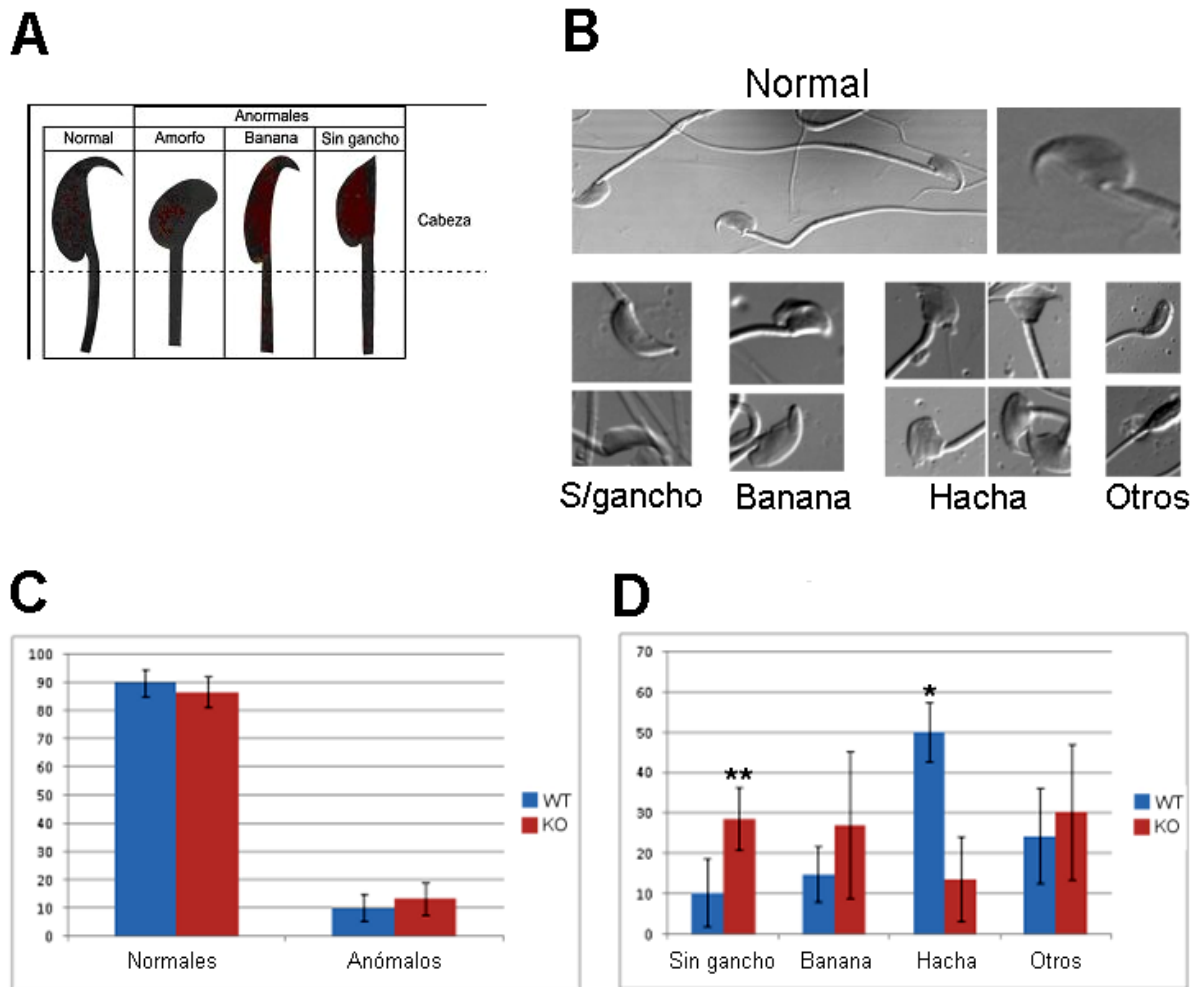 A
Anormales
Normal Amorfo Banana Sin gancho
Cabeza
B
Normal
S/gancho Banana Hacha Otros
C
100
90
80
70
60
50
40
30
20
10
0
Normales Anómalos
WT
KO
D
70
60
50
40
30
20
10
0
**
*
Sin gancho Banana Hacha Otros
WT
KO